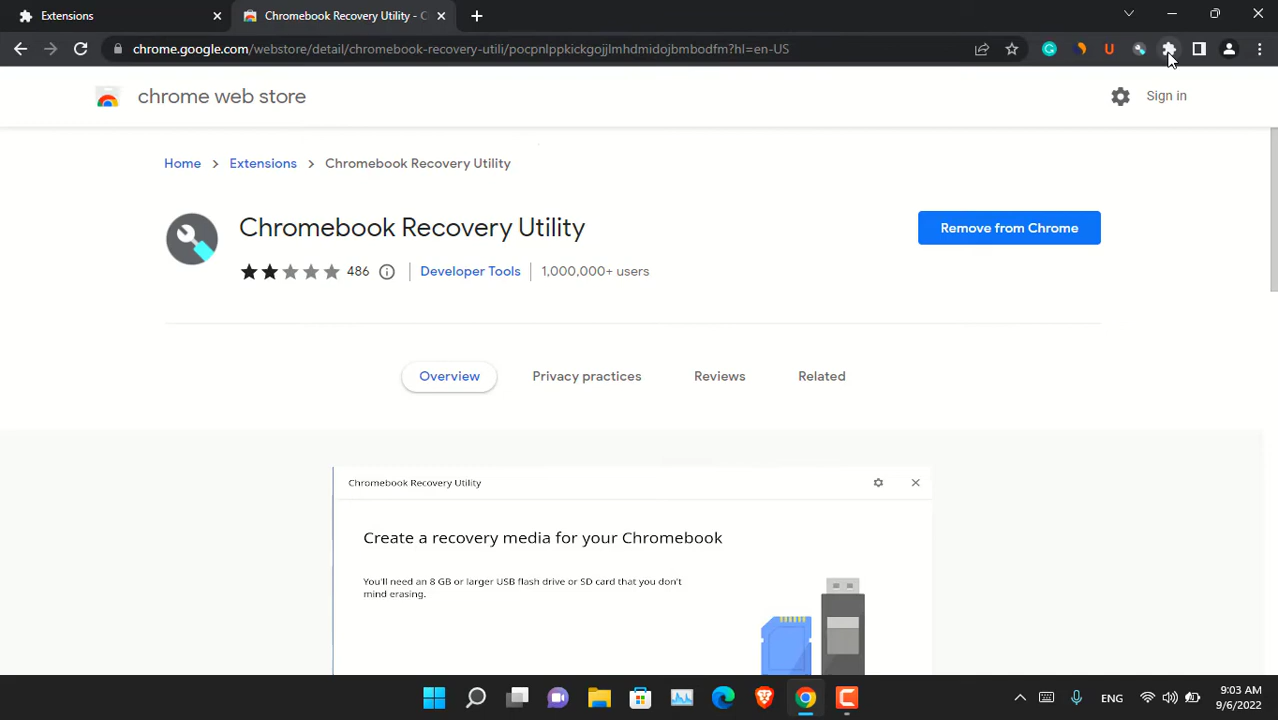 Extensions
Chromebook Recovery Utility - C
chrome.google.com/webstore/detail/chromebook-recovery-utili/pocpnlppkickgojjlmhdmidojbmbodfm?hl=en-US
chrome web store
Sign in
Home > Extensions > Chromebook Recovery Utility
Chromebook Recovery Utility
Remove from Chrome
486
Developer Tools
1,000,000+ users
Overview
Privacy practices
Reviews
Related
Chromebook Recovery Utility
Create a recovery media for your Chromebook
You'll need an 8 GB or larger USB flash drive or SD card that you don't
mind erasing.
ENG
9:03 AM
9/6/2022